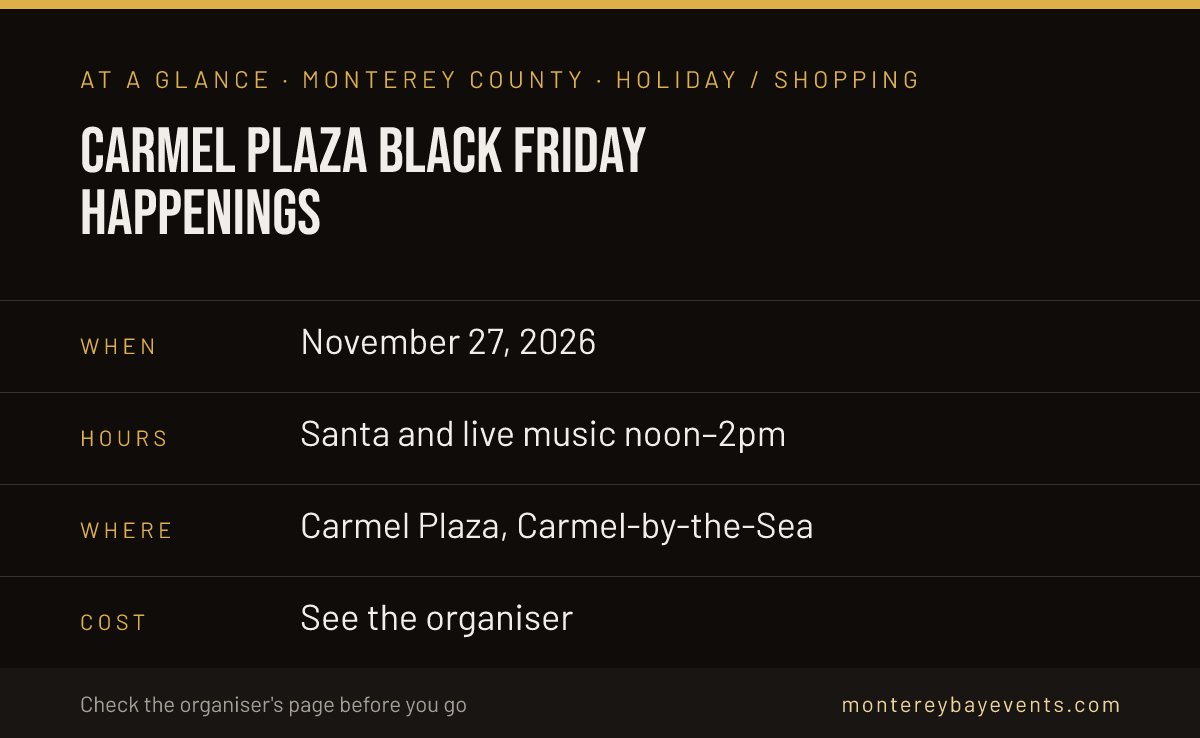 AT A GLANCE · MONTEREY COUNTY · HOLIDAY / SHOPPING
CARMEL PLAZA BLACK FRIDAY
HAPPENINGS
WHEN November 27, 2026
HOURS Santa and live music noon–2pm
WHERE Carmel Plaza, Carmel-by-the-Sea
COST See the organiser
Check the organiser's page before you go montereybayevents.com